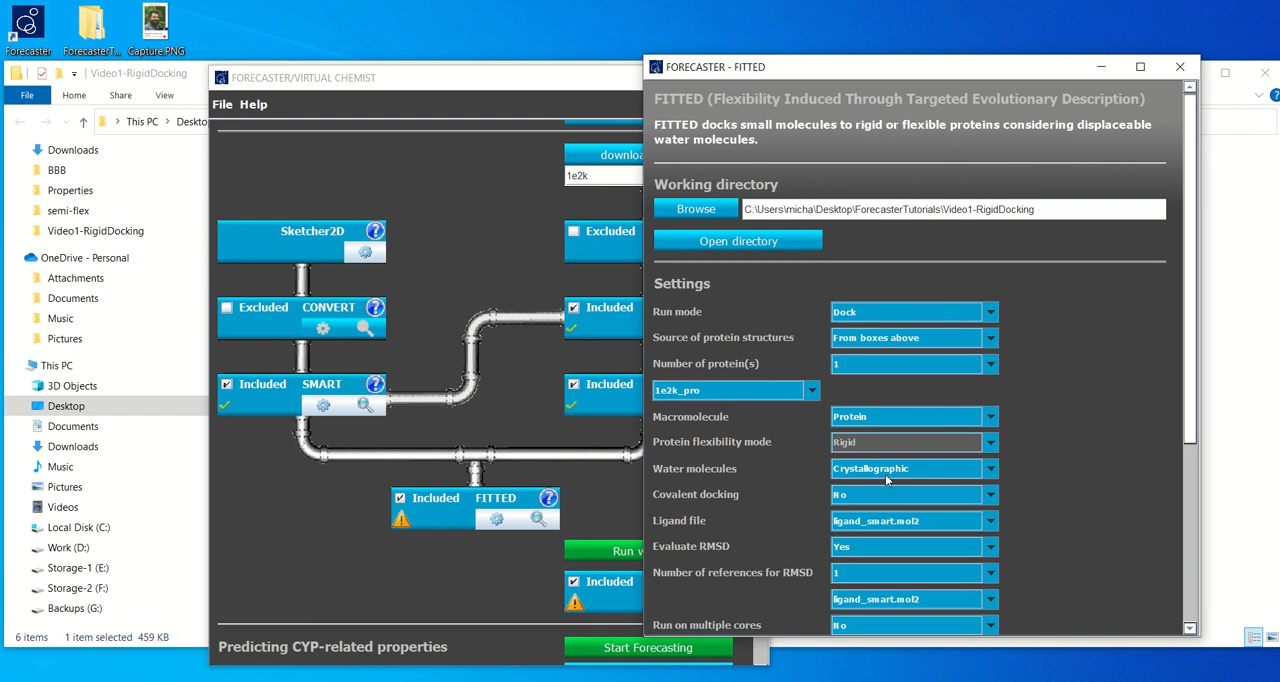 Forecaster
ForecasterT...
Capture.PNG
Video1-RigidDocking
File
Home
Share
View
This PC
Deskto
Downloads
BBB
Properties
semi-flex
Video1-RigidDocking
OneDrive - Personal
Attachments
Documents
Music
Pictures
This PC
3D Objects
Desktop
Documents
Downloads
Music
Pictures
Videos
Local Disk (C:)
Work (D:)
Storage-1 (E:)
Storage-2 (F:)
Backups (G:)
6 items
1 item selected 459 KB
FORECASTER/VIRTUAL CHEMIST
File Help
1e2k
Sketcher2D
Excluded
Excluded CONVERT
Included
Included SMART
Included
Included FITTED
Run
Included
Predicting CYP-related properties
Start Forecasting
FORECASTER - FITTED
FITTED (Flexibility Induced Through Targeted Evolutionary Description)
FITTED docks small molecules to rigid or flexible proteins considering displaceable
water molecules.
Working directory
Browse
C:\Users\micha\Desktop\ForecasterTutorials\Video1-RigidDocking
Open directory
Settings
Run mode
Dock
Source of protein structures
From boxes above
Number of protein(s)
1
1e2k_pro
Macromolecule
Protein
Protein flexibility mode
Rigid
Water molecules
Crystallographic
Covalent docking
No
Ligand file
ligand_smart.mol2
Evaluate RMSD
Yes
Number of references for RMSD
1
ligand_smart.mol2
Run on multiple cores
No